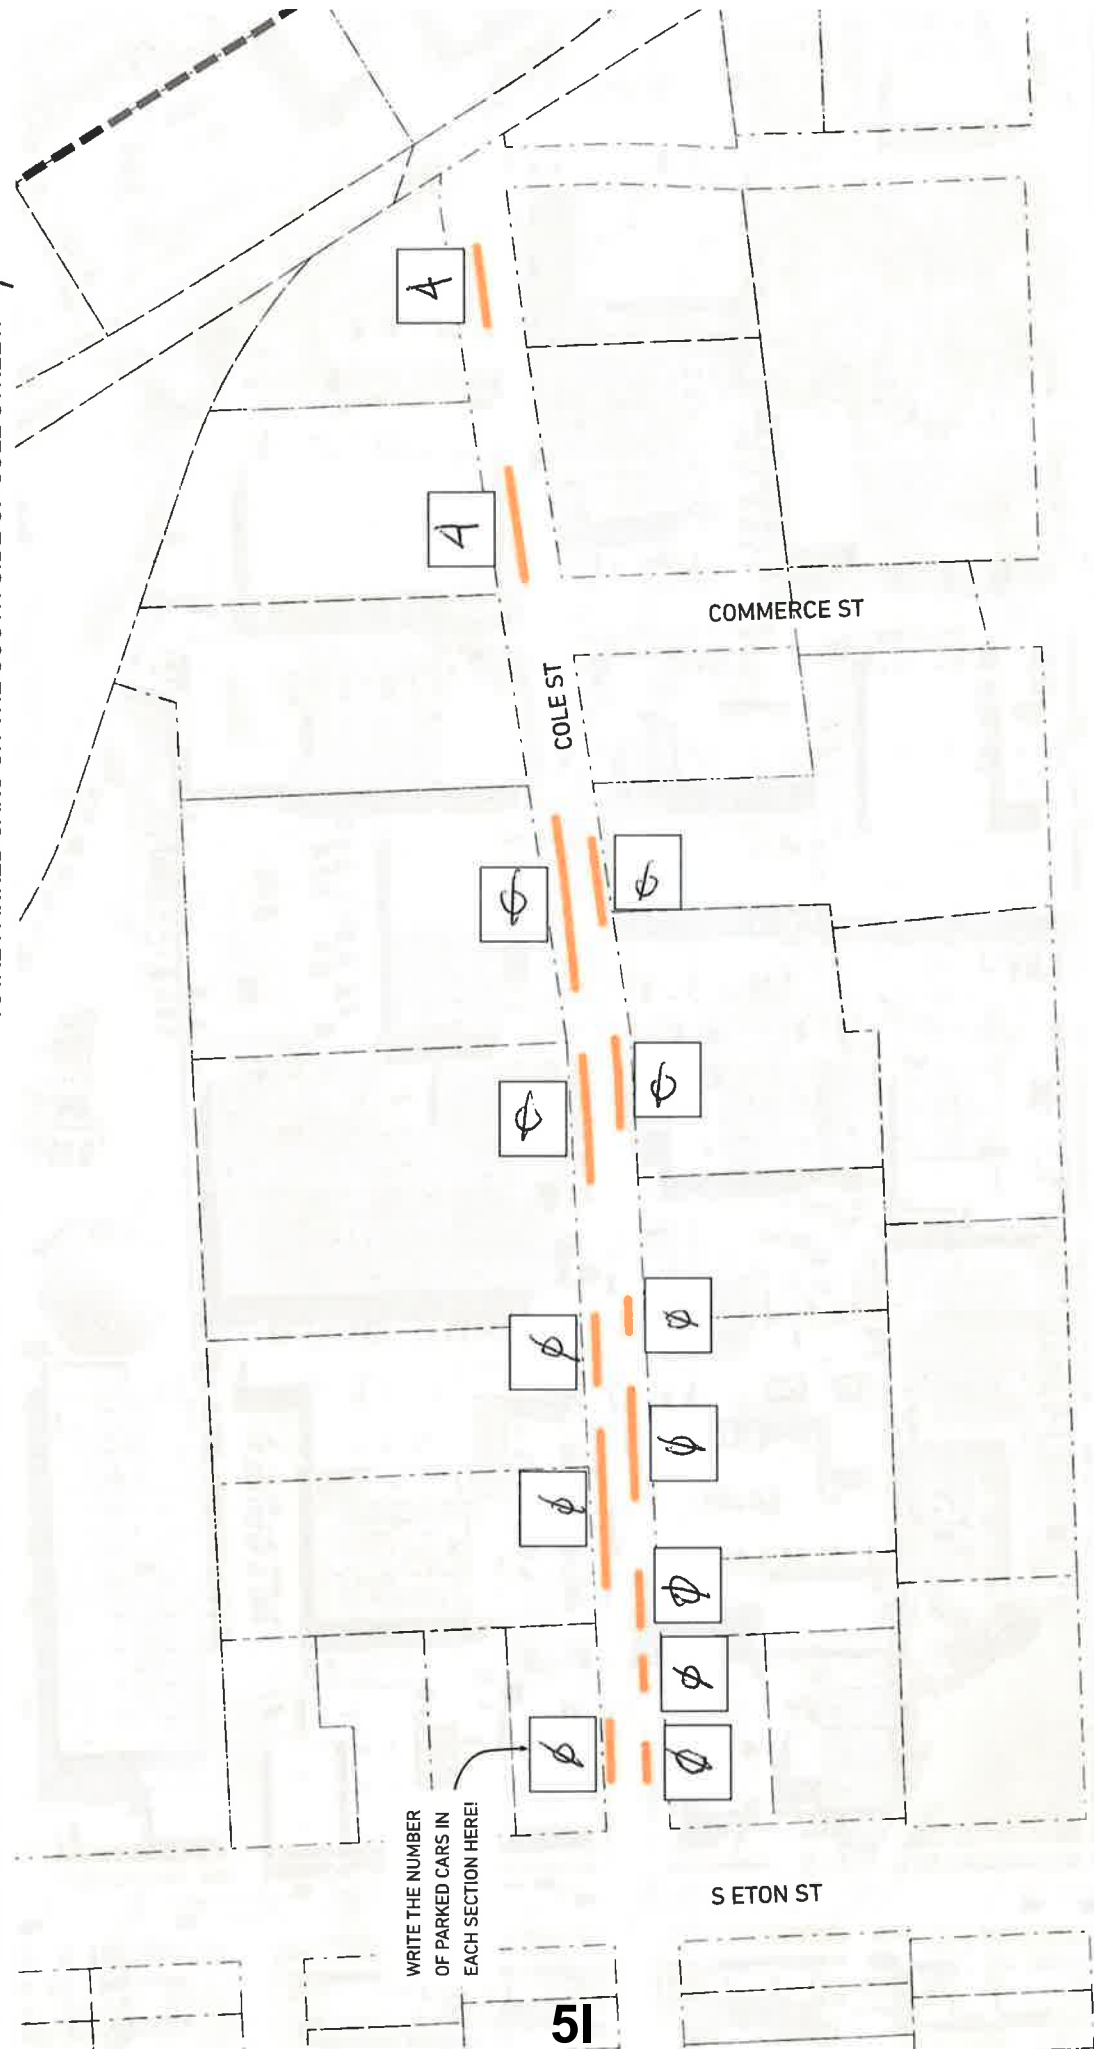 4
4
COMMERCE ST
COLE ST
Ø
Ø
Ø
Ø
Ø
Ø
Ø
Ø
Ø
Ø
Ø
Ø
WRITE THE NUMBER
OF PARKED CARS IN
EACH SECTION HERE!
S ETON ST
5I